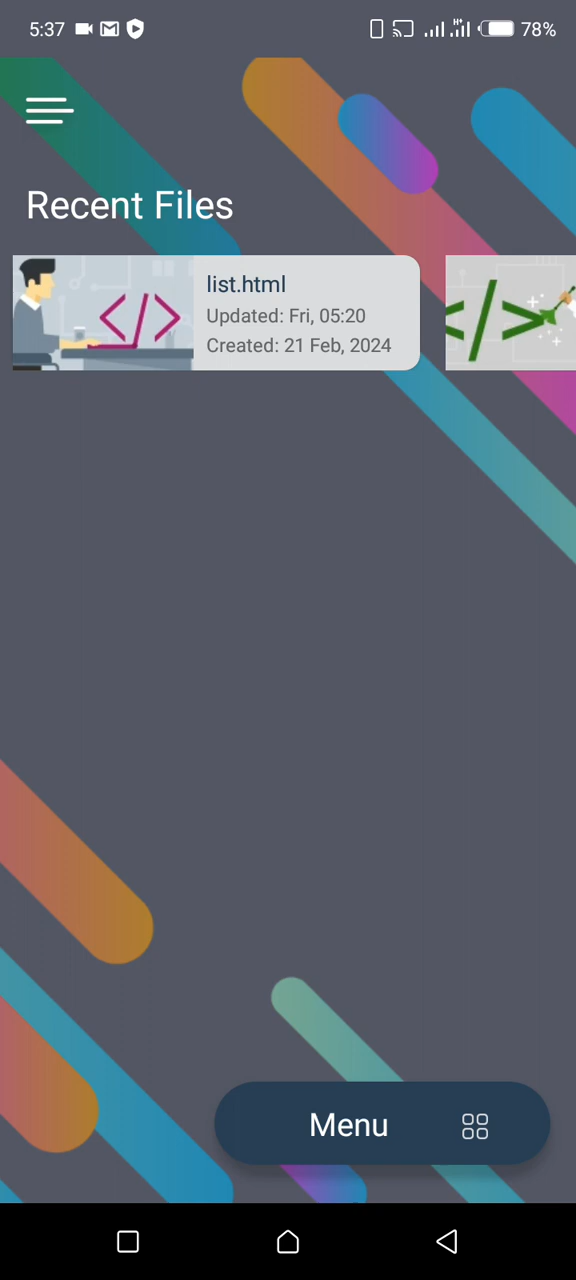 5:37
78%
Recent Files
list.html
Updated: Fri, 05:20
Created: 21 Feb, 2024
Menu